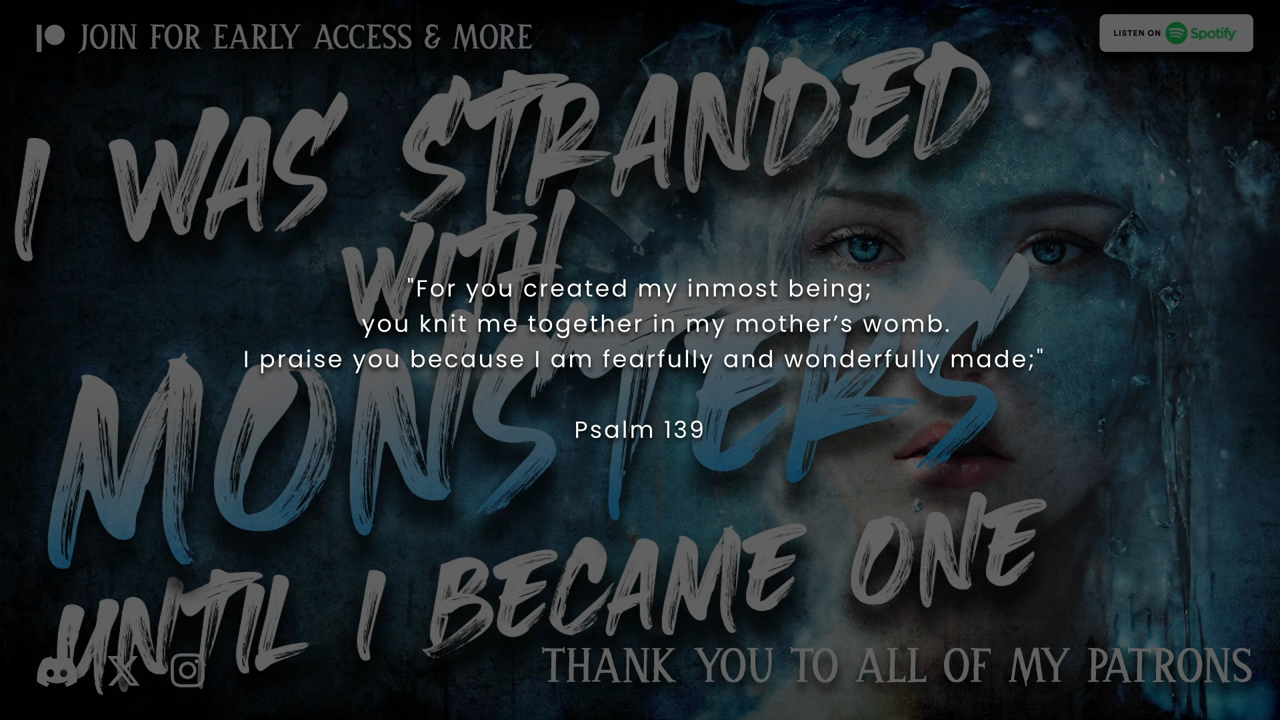 JOIN FOR EARLY ACCESS & MORE
LISTEN ON Spotify
I WAS STRANDED
WITH
"For you created my inmost being;
you knit me together in my mother’s womb.
I praise you because I am fearfully and wonderfully made;"
MONSTERS
Psalm 139
UNTIL I BECAME ONE
THANK YOU TO ALL OF MY PATRONS